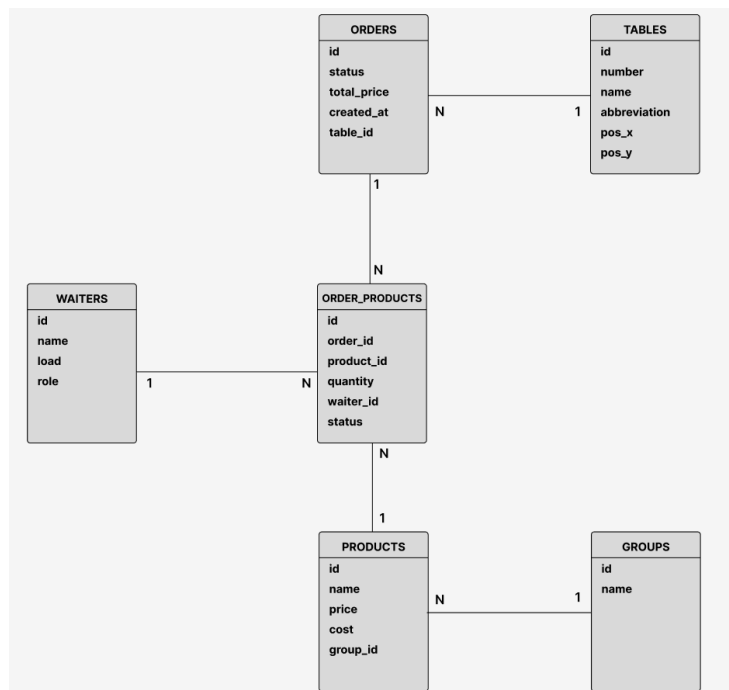 ORDERS
id
status
total_price
created_at
table_id
TABLES
id
number
name
abbreviation
pos_x
pos_y
N
1
1
N
WAITERS
id
name
load
role
ORDER_PRODUCTS
id
order_id
product_id
quantity
waiter_id
status
1
N
N
1
PRODUCTS
id
name
price
cost
group_id
GROUPS
id
name
N
1